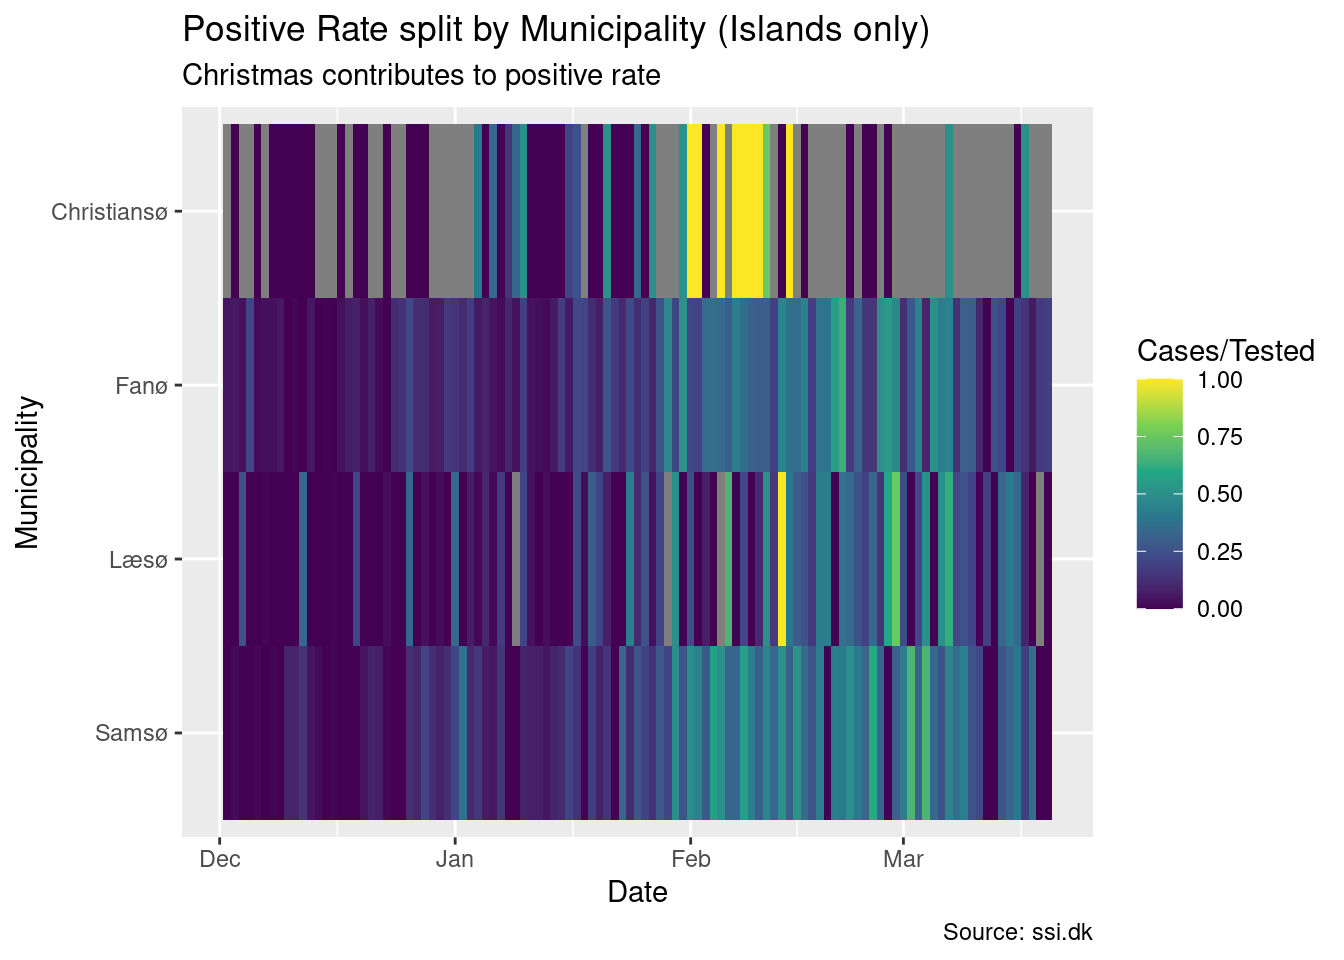 Positive Rate split by Municipality (Islands only)
Christmas contributes to positive rate
Municipality
Christiansø
Fanø
Læsø
Samsø
Dec Jan Feb Mar
Date
Cases/Tested
1.00
0.75
0.50
0.25
0.00
Source: ssi.dk